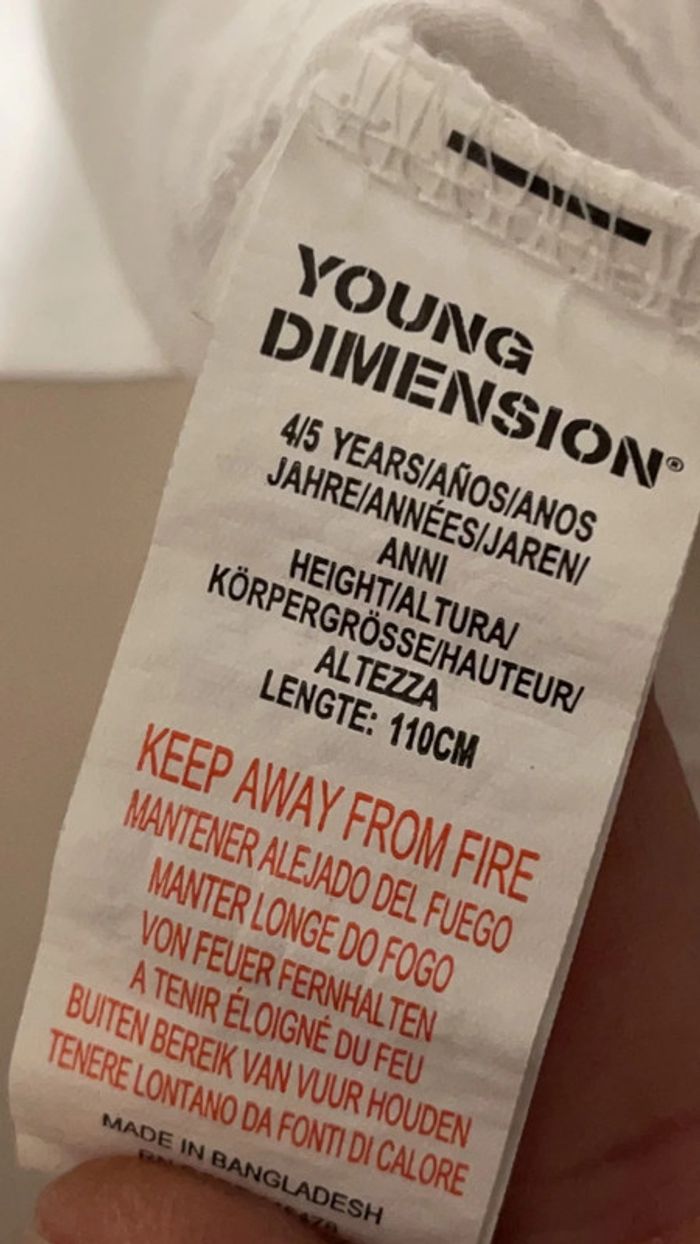 YOUNG
DIMENSION®
4/5 YEARS/AÑOS/ANOS
JAHRE/ANNÉES/JAREN/
ANNI
HEIGHT/ALTURA/
KÖRPERGRÖSSE/HAUTEUR/
ALTEZZA
LENGTE: 110CM
KEEP AWAY FROM FIRE
MANTENER ALEJADO DEL FUEGO
MANTER LONGE DO FOGO
VON FEUER FERNHALTEN
A TENIR ÉLOIGNÉ DU FEU
BUITEN BEREIK VAN VUUR HOUDEN
TENERE LONTANO DA FONTI DI CALORE
MADE IN BANGLADESH